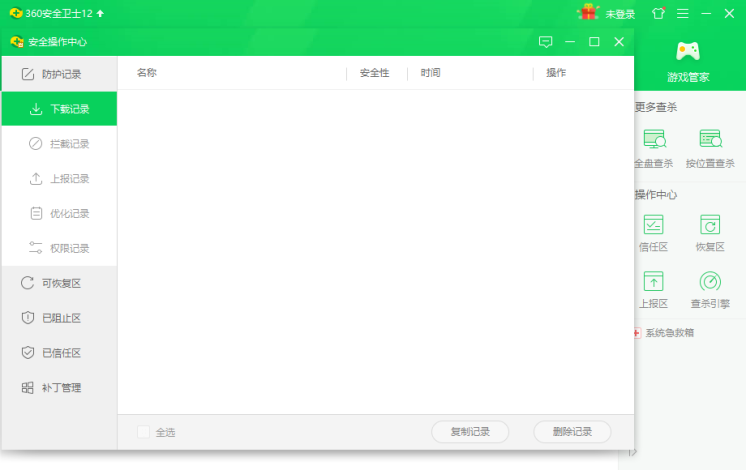 360安全卫士12
未登录
安全操作中心
游戏管家
防护记录
下载记录
拦截记录
上报记录
优化记录
权限记录
可恢复区
已阻止区
已信任区
补丁管理
名称 安全性 时间 操作
全选 复制记录 删除记录
更多查杀
全盘查杀 按位置查杀
操作中心
信任区 恢复区
上报区 查杀引擎
系统急救箱